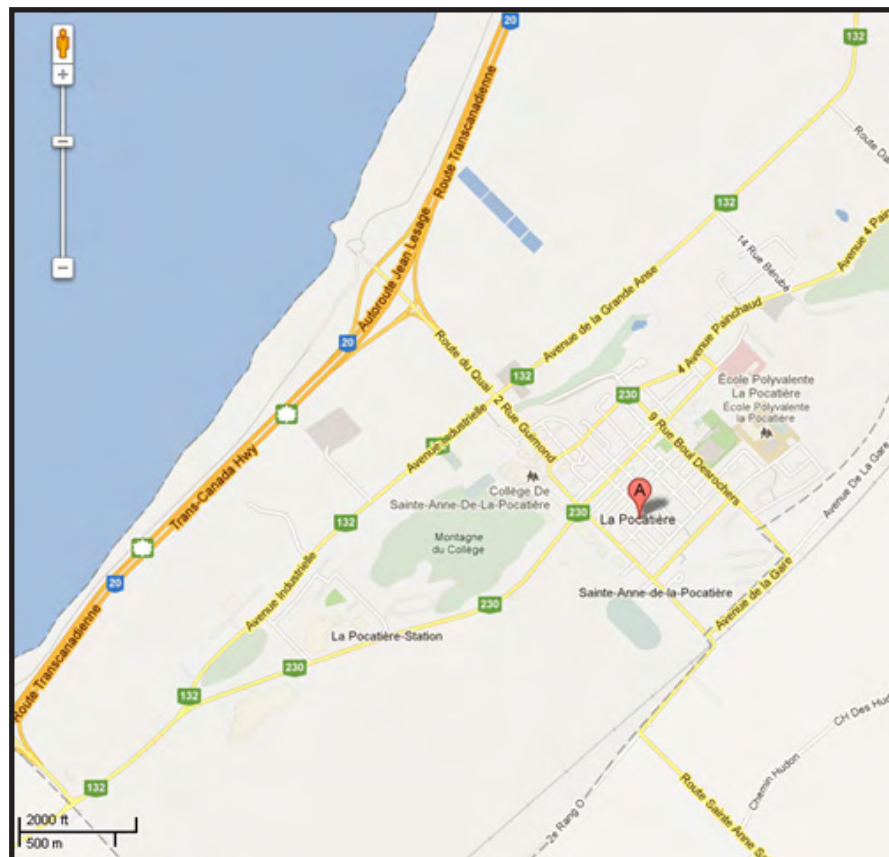 20
132
Route Transcanadienne
Autoroute Jean Lesage
Route Da
132
14 Rue Bérubé
Avenue 4 Pain
Avenue de la Grande Anse
20
Route du Quai
4 Avenue Painchaud
132
230
École Polyvalente
La Pocatière
École Polyvalente
la Pocatière
2 Rue Guimond
9 Rue Boul Desrochers
Avenue Industrielle
Trans-Canada Hwy
Collège De
Sainte-Anne-De-La-Pocatière
A
La Pocatière
230
132
Avenue De La Gare
Montagne
du Collège
20
Avenue Industrielle
230
Sainte-Anne-de-la-Pocatière
Avenue de la Gare
La Pocatière-Station
230
132
Route Transcanadienne
132
CH Des Hud
Chemin Hudon
Route Sainte Anne S
2e Rang O
2000 ft
500 m